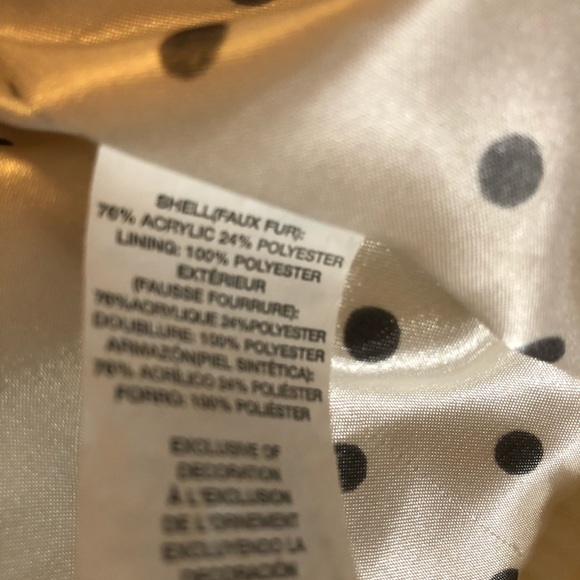 SHELL(FAUX FUR):
76% ACRYLIC 24% POLYESTER
LINING: 100% POLYESTER
EXTÉRIEUR
(FAUSSE FOURRURE):
76%ACRYLIQUE 24%POLYESTER
DOUBLURE: 100% POLYESTER
ARMAZÓN(PIEL SINTÉTICA):
76% ACRÍLICO 24% POLIÉSTER
FORRO: 100% POLIÉSTER
EXCLUSIVE OF
DECORATION
À L'EXCLUSION
DE L'ORNEMENT
EXCLUYENDO LA
DECORACIÓN